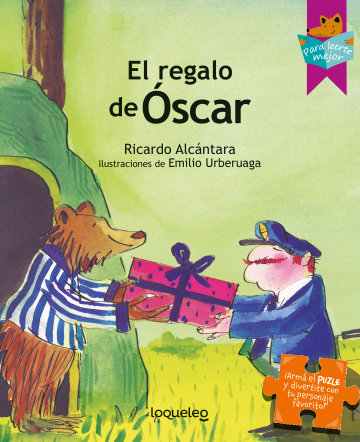 Para leerte
mejor
El regalo
de Óscar
Ricardo Alcántara
Ilustraciones de Emilio Urberuaga
¡Armá el PUZLE
y divertite con
tu personaje
favorito!
loqueleo